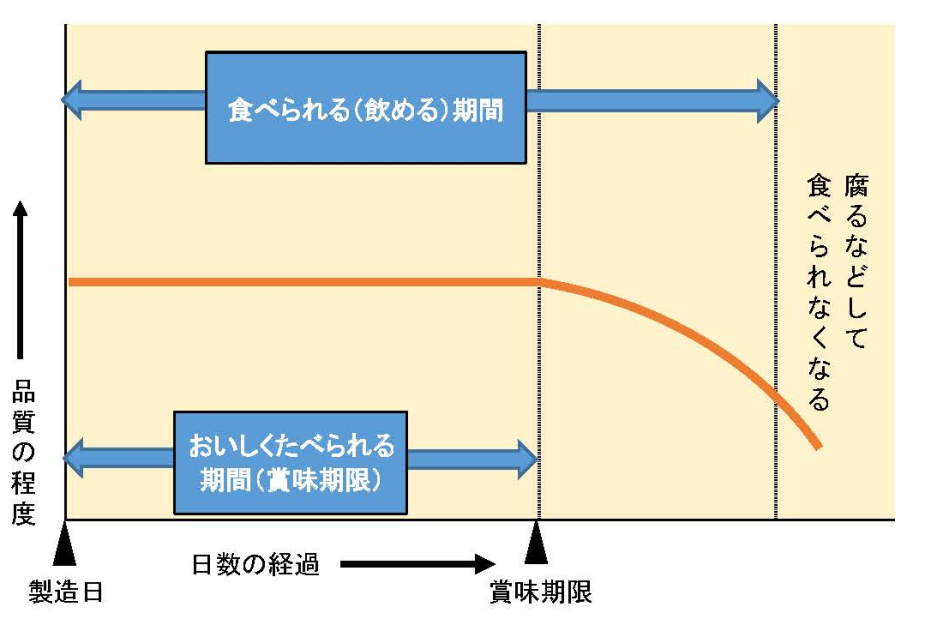 食べられる（飲める）期間
腐るなどして
食べられなくなる
品質の程度
おいしくたべられる
期間（賞味期限）
日数の経過
製造日
賞味期限